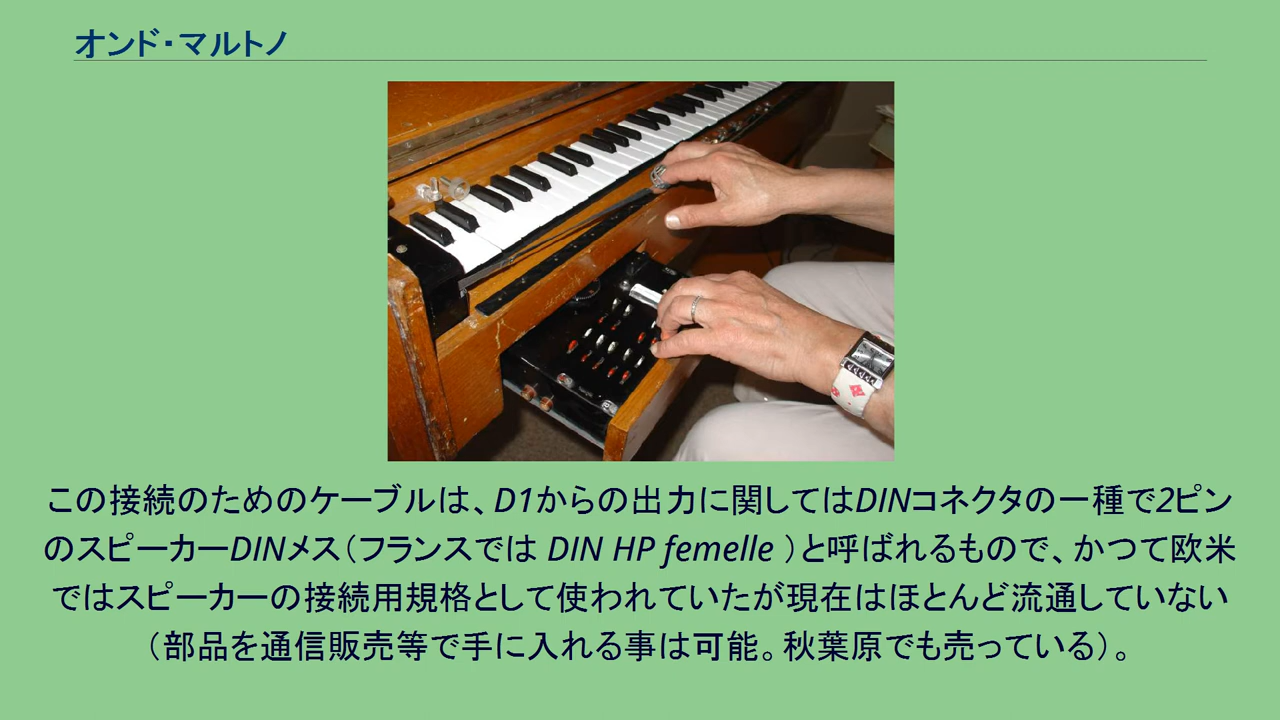 オンド・マルトノ
この接続のためのケーブルは、D1からの出力に関してはDINコネクタの一種で2ピン
のスピーカーDINメス（フランスでは DIN HP femelle ）と呼ばれるもので、かつて欧米
ではスピーカーの接続用規格として使われていたが現在はほとんど流通していない
（部品を通信販売等で手に入れる事は可能。秋葉原でも売っている）。